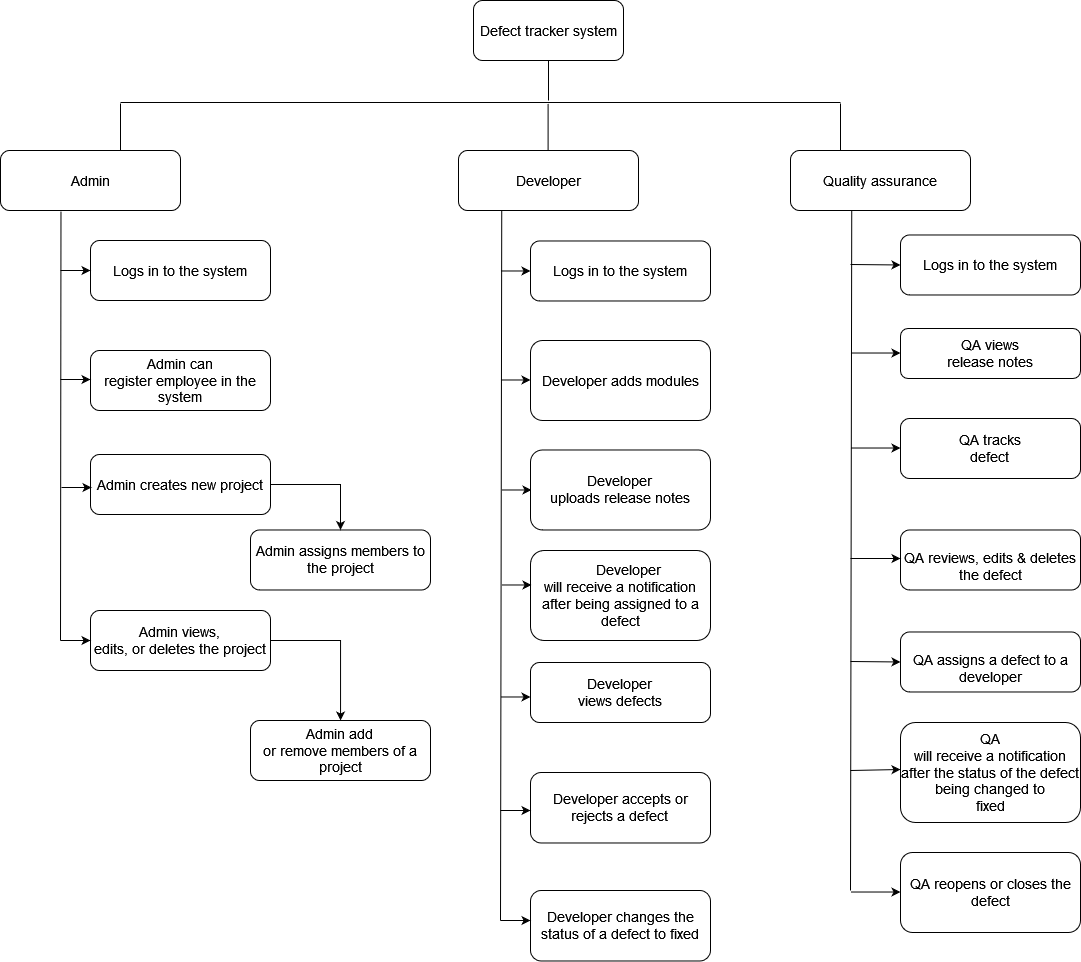 Defect tracker system
Admin
Developer
Quality assurance
Logs in to the system
Admin can
register employee in the
system
Admin creates new project
Admin assigns members to
the project
Admin views,
edits, or deletes the project
Admin add
or remove members of a
project
Logs in to the system
Developer adds modules
Developer
uploads release notes
Developer
will receive a notification
after being assigned to a
defect
Developer
views defects
Developer accepts or
rejects a defect
Developer changes the
status of a defect to fixed
Logs in to the system
QA views
release notes
QA tracks
defect
QA reviews, edits & deletes
the defect
QA assigns a defect to a
developer
QA
will receive a notification
after the status of the defect
being changed to
fixed
QA reopens or closes the
defect